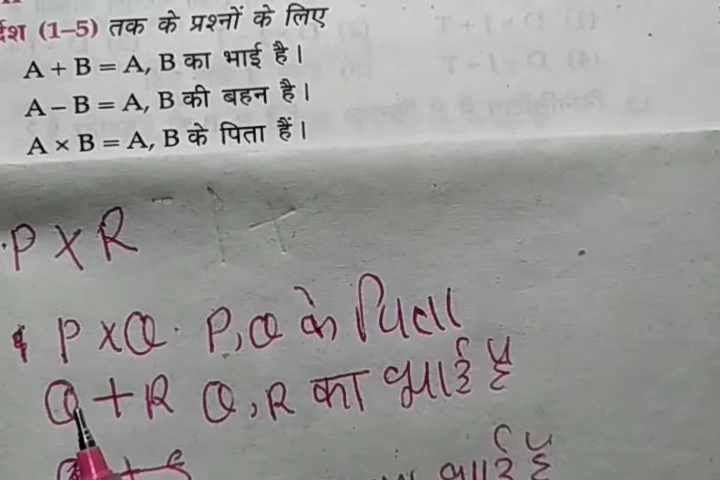 र्देश (1–5) तक के प्रश्नों के लिए
A + B = A, B का भाई है।
A – B = A, B की बहन है।
A × B = A, B के पिता हैं।
P X R
P X Q. P, Q के पिता
Q + R Q, R का भाई है
भाई है